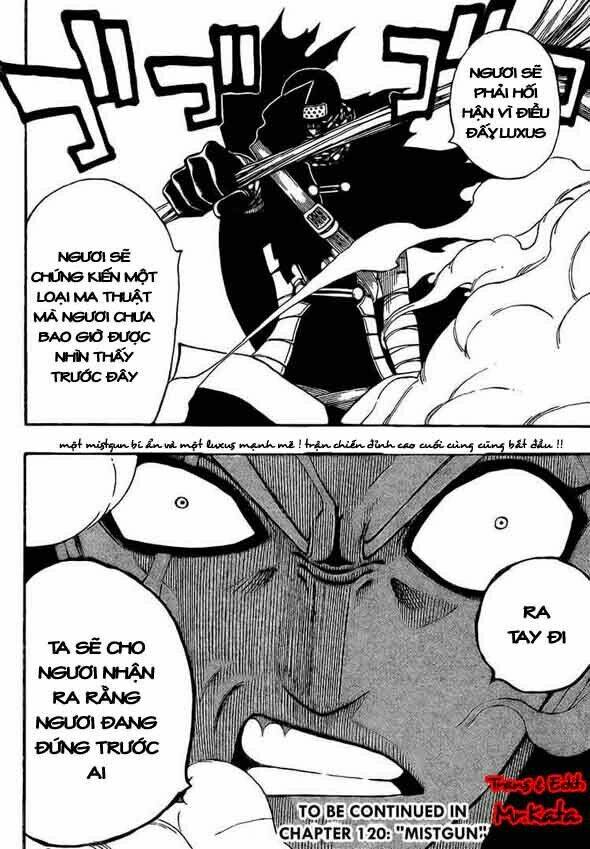 NGƯƠI SẼ
PHẢI HỐI
HẬN VÌ ĐIỀU
ĐẤY LUXUS
NGƯƠI SẼ
CHỨNG KIẾN MỘT
LOẠI MA THUẬT
MÀ NGƯƠI CHƯA
BAO GIỜ ĐƯỢC
NHÌN THẤY
TRƯỚC ĐÂY
một mistgun bí ẩn và một luxus mạnh mẽ ! trận chiến đỉnh cao cuối cùng cũng bắt đầu !!
RA
TAY ĐI
TA SẼ CHO
NGƯƠI NHẬN
RA RẰNG
NGƯƠI ĐANG
ĐỨNG TRƯỚC
AI
Trans & Edit:
Mr.Kata
TO BE CONTINUED IN
CHAPTER 120: "MISTGUN"